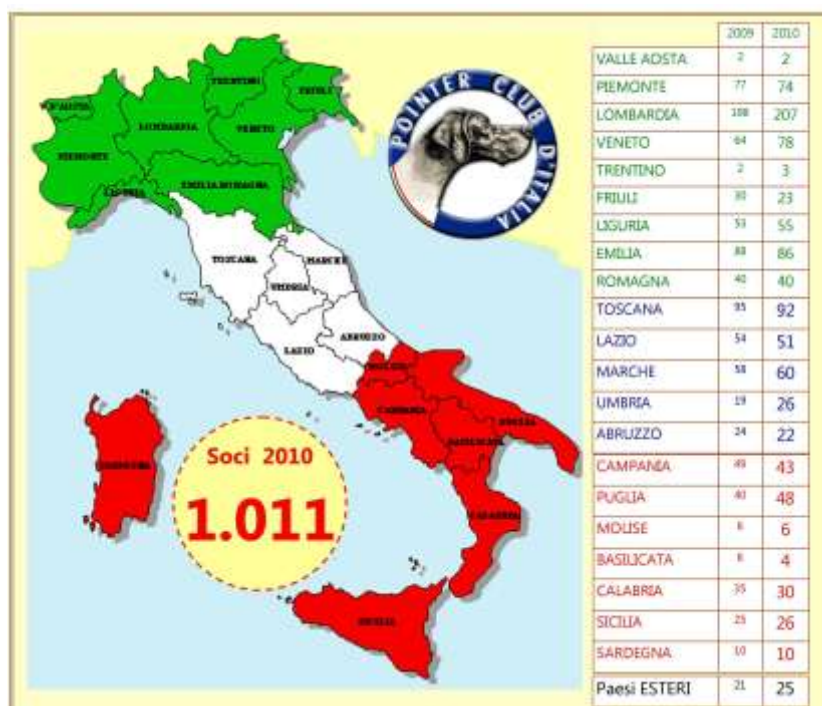 POINTER CLUB D'ITALIA
TRENTINO
FRIULI
LOMBARDIA
VENETO
PIEMONTE
LIGURIA
EMILIA ROMAGNA
TOSCANA
MARCHE
UMBRIA
ABRUZZO
LAZIO
MOLISE
CAMPANIA
PUGLIA
BASILICATA
SARDEGNA
CALABRIA
SICILIA
Soci 2010
1.011
2009 2010
VALLE AOSTA 2 2
PIEMONTE 77 74
LOMBARDIA 207
VENETO 64 78
TRENTINO 2 3
FRIULI 30 23
LIGURIA 53 55
EMILIA 88 86
ROMAGNA 40 40
TOSCANA 95 92
LAZIO 54 51
MARCHE 58 60
UMBRIA 19 26
ABRUZZO 24 22
CAMPANIA 49 43
PUGLIA 40 48
MOLISE 6
BASILICATA 4
CALABRIA 35 30
SICILIA 25 26
SARDEGNA 10 10
Paesi ESTERI 21 25